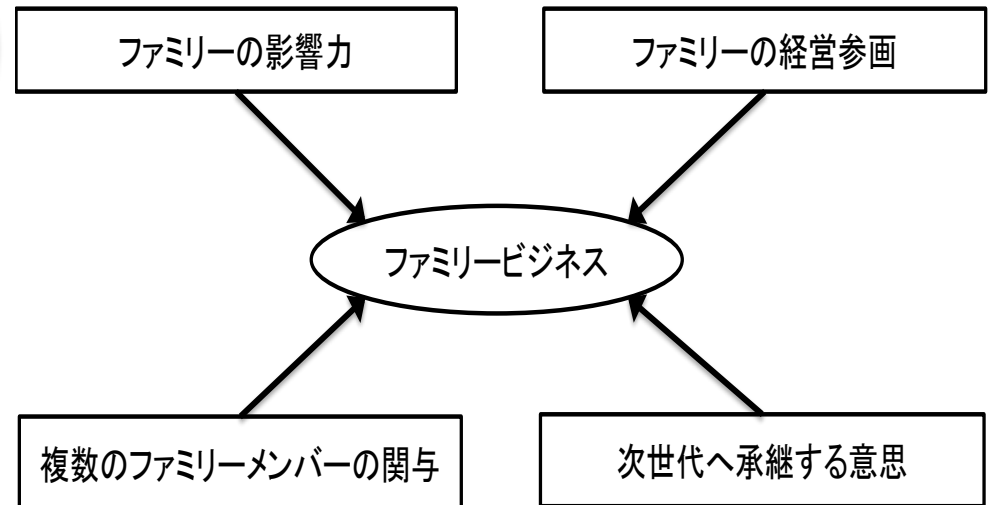 ファミリーの影響力
ファミリーの経営参画
ファミリービジネス
複数のファミリーメンバーの関与
次世代へ承継する意思